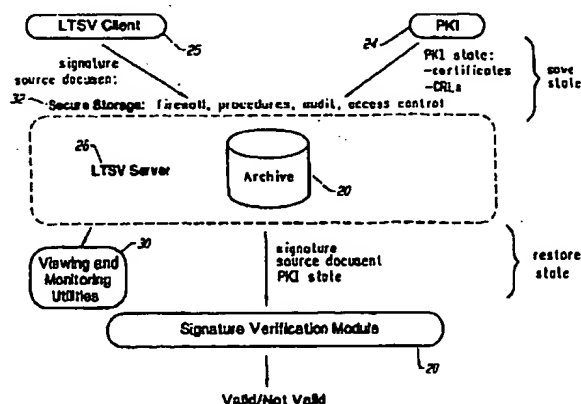 LTSV Client
PKI
25
24
signature
source document
PKI state:
-certificates
-CRLs
save
state
32
Secure Storage: firewall, procedures, audit, access control
26
LTSV Server
Archive
20
30
Viewing and
Monitoring
Utilities
signature
source document
PKI state
restore
state
Signature Verification Module
20
Valid/Not Valid